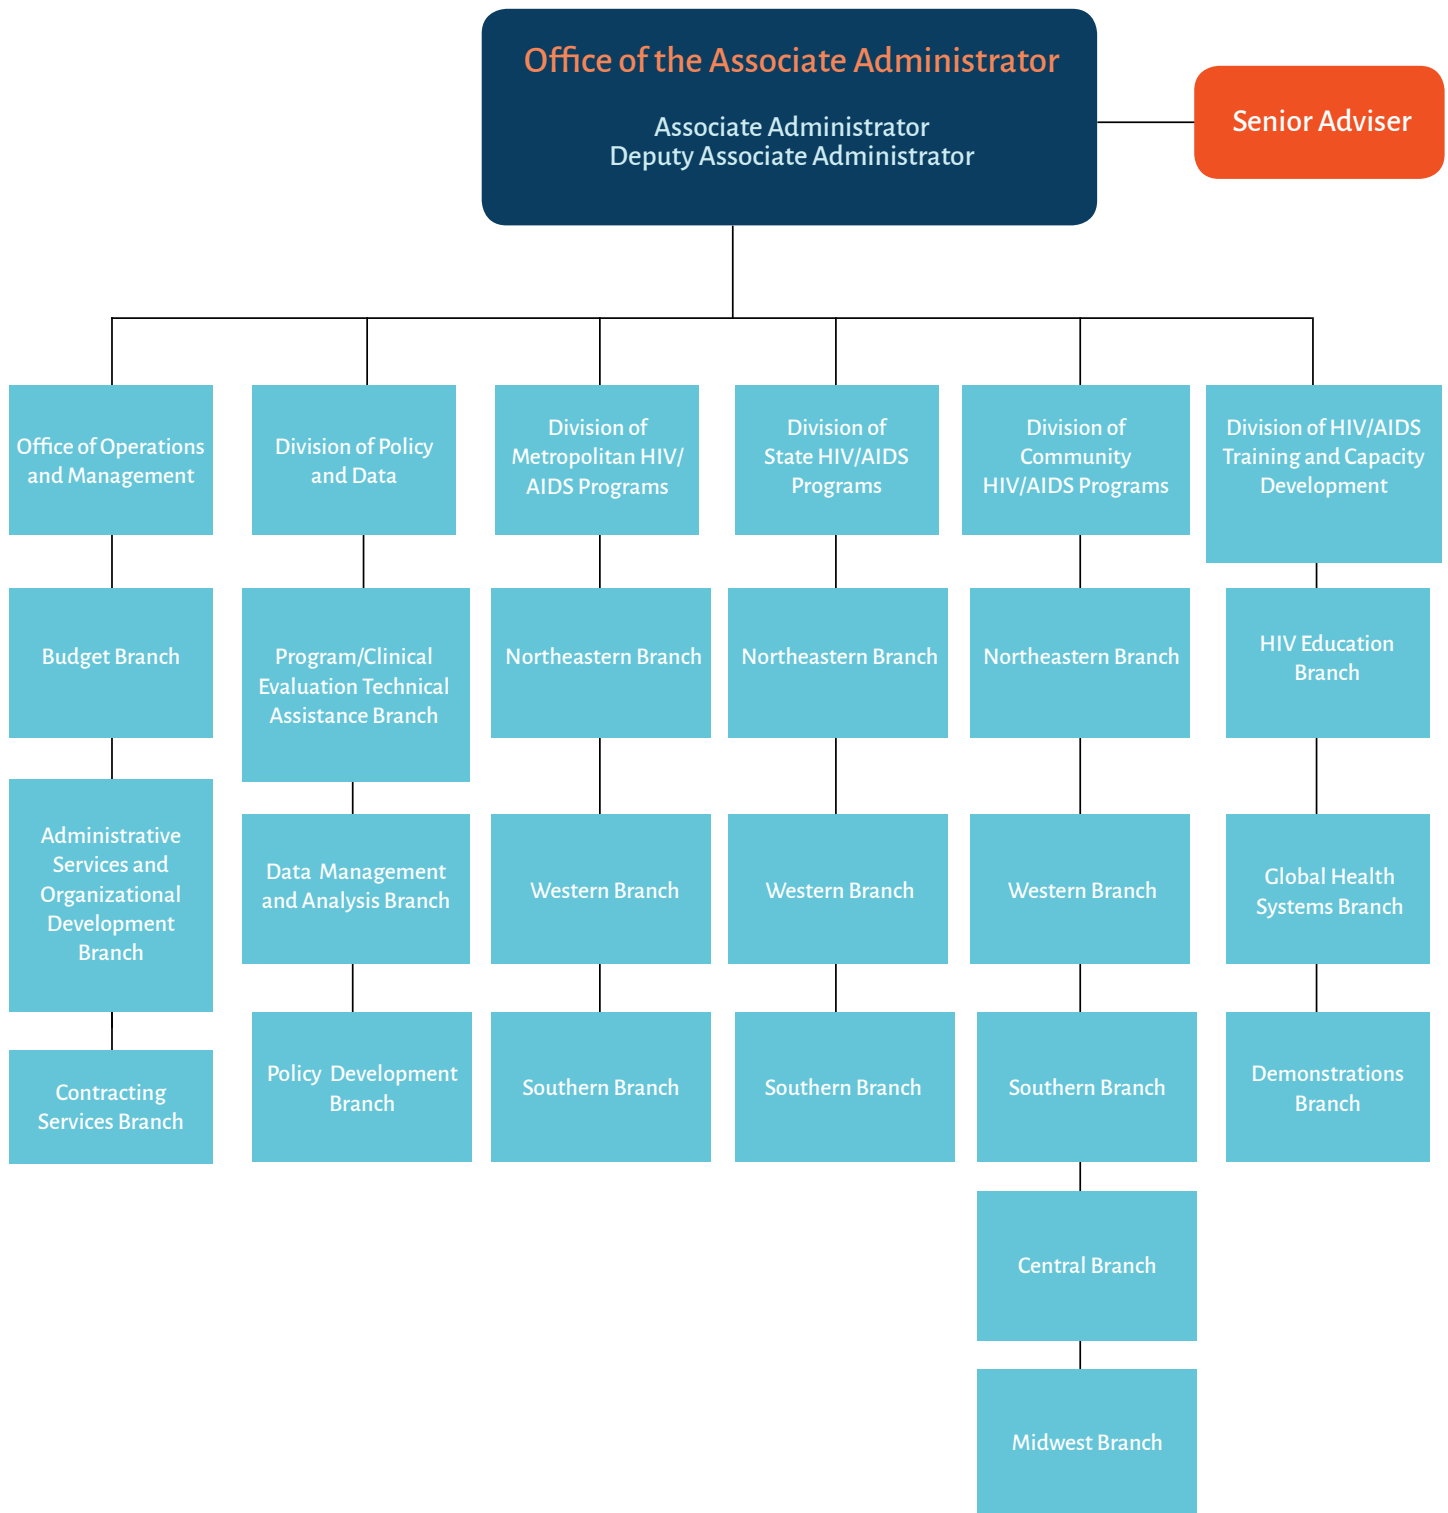 Office of the Associate Administrator
Associate Administrator
Deputy Associate Administrator
Senior Adviser
Office of Operations
and Management
Division of Policy
and Data
Division of
Metropolitan HIV/
AIDS Programs
Division of
State HIV/AIDS
Programs
Division of
Community
HIV/AIDS Programs
Division of HIV/AIDS
Training and Capacity
Development
Budget Branch
Program/Clinical
Evaluation Technical
Assistance Branch
Northeastern Branch
Northeastern Branch
Northeastern Branch
HIV Education
Branch
Administrative
Services and
Organizational
Development
Branch
Data Management
and Analysis Branch
Western Branch
Western Branch
Western Branch
Global Health
Systems Branch
Contracting
Services Branch
Policy Development
Branch
Southern Branch
Southern Branch
Southern Branch
Demonstrations
Branch
Central Branch
Midwest Branch